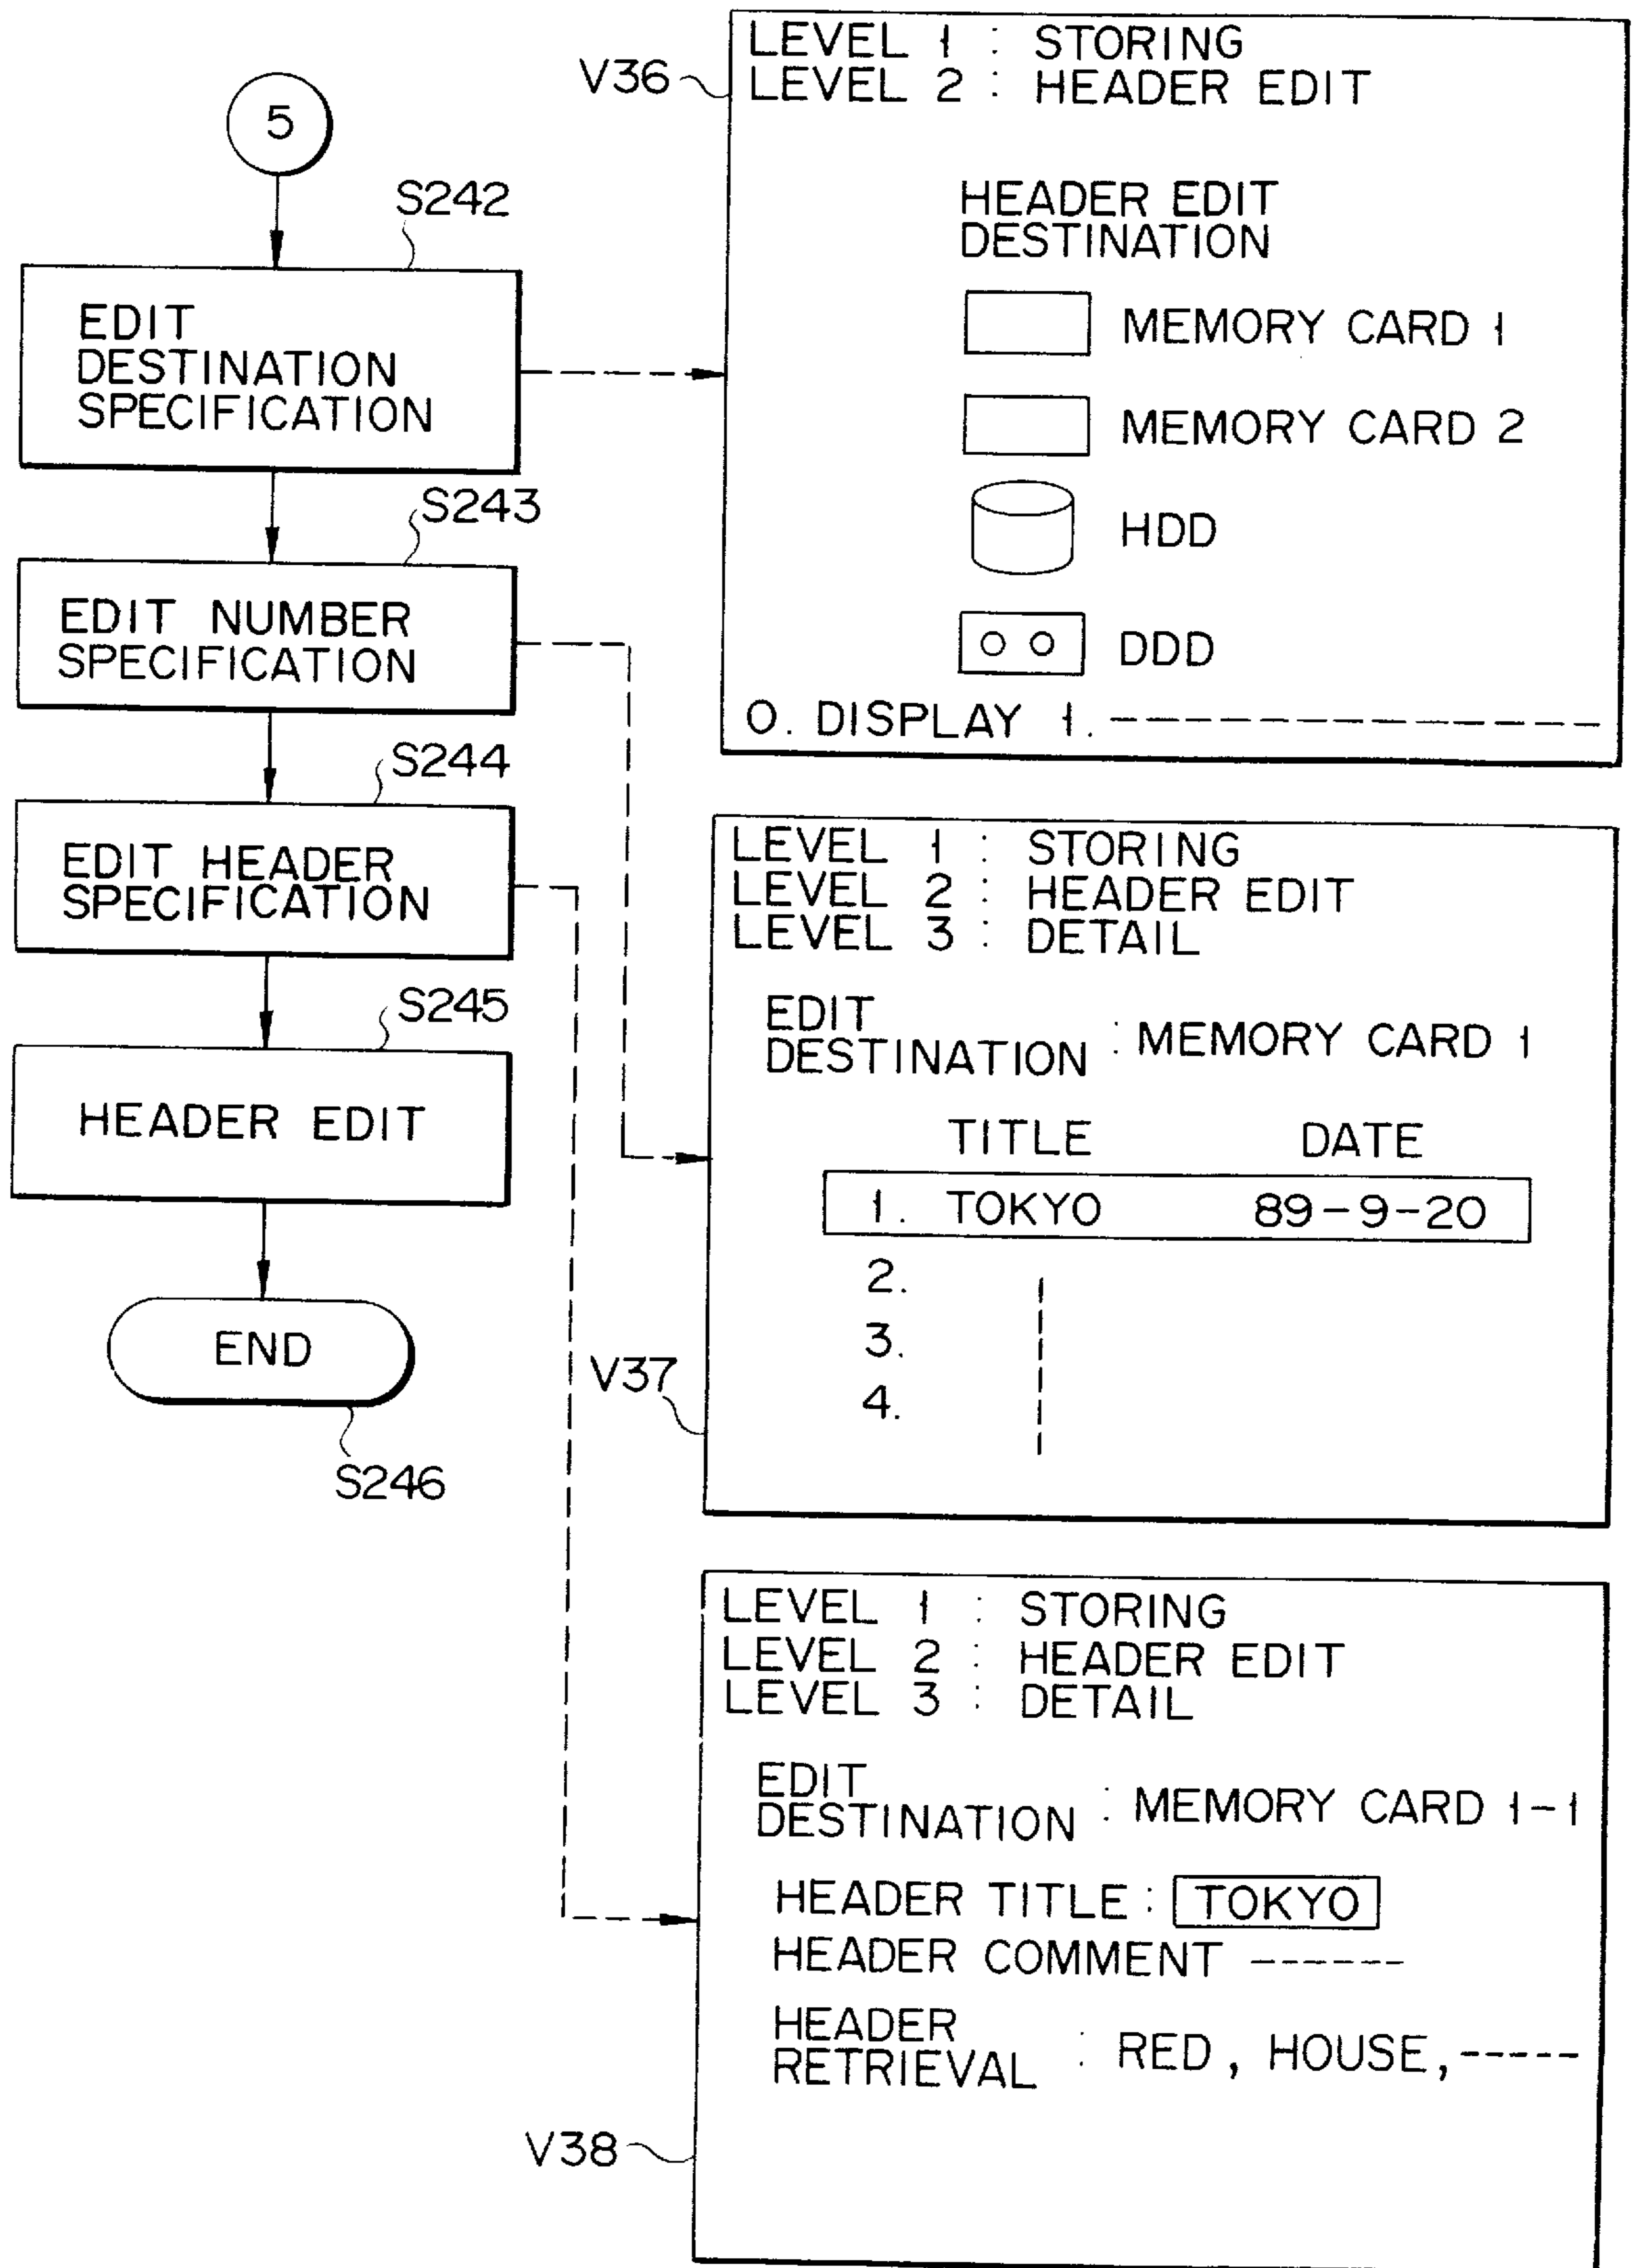 5
S242
EDIT
DESTINATION
SPECIFICATION
S243
EDIT NUMBER
SPECIFICATION
S244
EDIT HEADER
SPECIFICATION
S245
HEADER EDIT
END
S246
V36
LEVEL 1 : STORING
LEVEL 2 : HEADER EDIT
HEADER EDIT
DESTINATION
MEMORY CARD 1
MEMORY CARD 2
HDD
DDD
0. DISPLAY 1. -------------
V37
LEVEL 1 : STORING
LEVEL 2 : HEADER EDIT
LEVEL 3 : DETAIL
EDIT
DESTINATION : MEMORY CARD 1
TITLE DATE
1. TOKYO 89-9-20
2.
3.
4.
V38
LEVEL 1 : STORING
LEVEL 2 : HEADER EDIT
LEVEL 3 : DETAIL
EDIT
DESTINATION : MEMORY CARD 1-1
HEADER TITLE : TOKYO
HEADER COMMENT ------
HEADER
RETRIEVAL : RED, HOUSE, -----